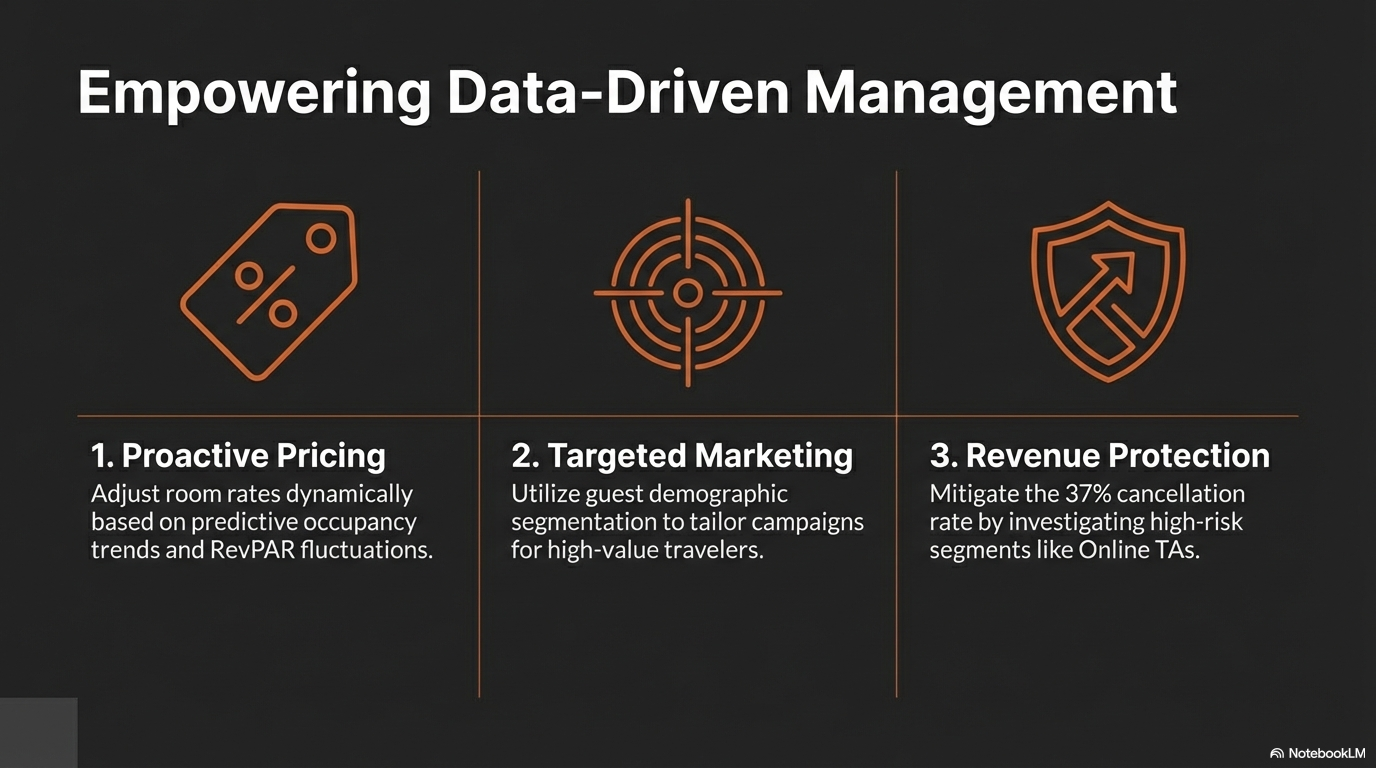 Empowering Data-Driven Management
1. Proactive Pricing
Adjust room rates dynamically
based on predictive occupancy
trends and RevPAR fluctuations.
2. Targeted Marketing
Utilize guest demographic
segmentation to tailor campaigns
for high-value travelers.
3. Revenue Protection
Mitigate the 37% cancellation
rate by investigating high-risk
segments like Online TAs.
NotebookLM